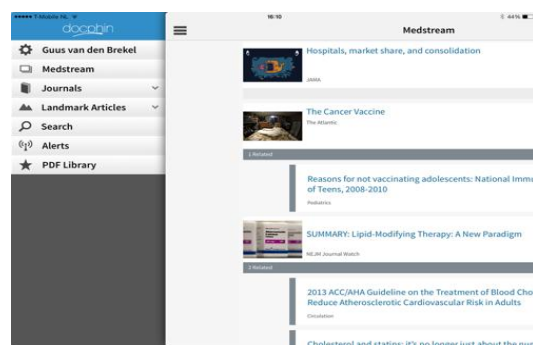 T-Mobile NL
16:10
44%
docphin
Medstream
Guus van den Brekel
Medstream
Journals
Landmark Articles
Search
Alerts
PDF Library
Hospitals, market share, and consolidation
JAMA
The Cancer Vaccine
The Atlantic
1 Related
Reasons for not vaccinating adolescents: National Immu
of Teens, 2008-2010
Pediatrics
SUMMARY: Lipid-Modifying Therapy: A New Paradigm
NEJM Journal Watch
2 Related
2013 ACC/AHA Guideline on the Treatment of Blood Cho
Reduce Atherosclerotic Cardiovascular Risk in Adults
Circulation
Cholesterol and statins: it's no longer just about the nu